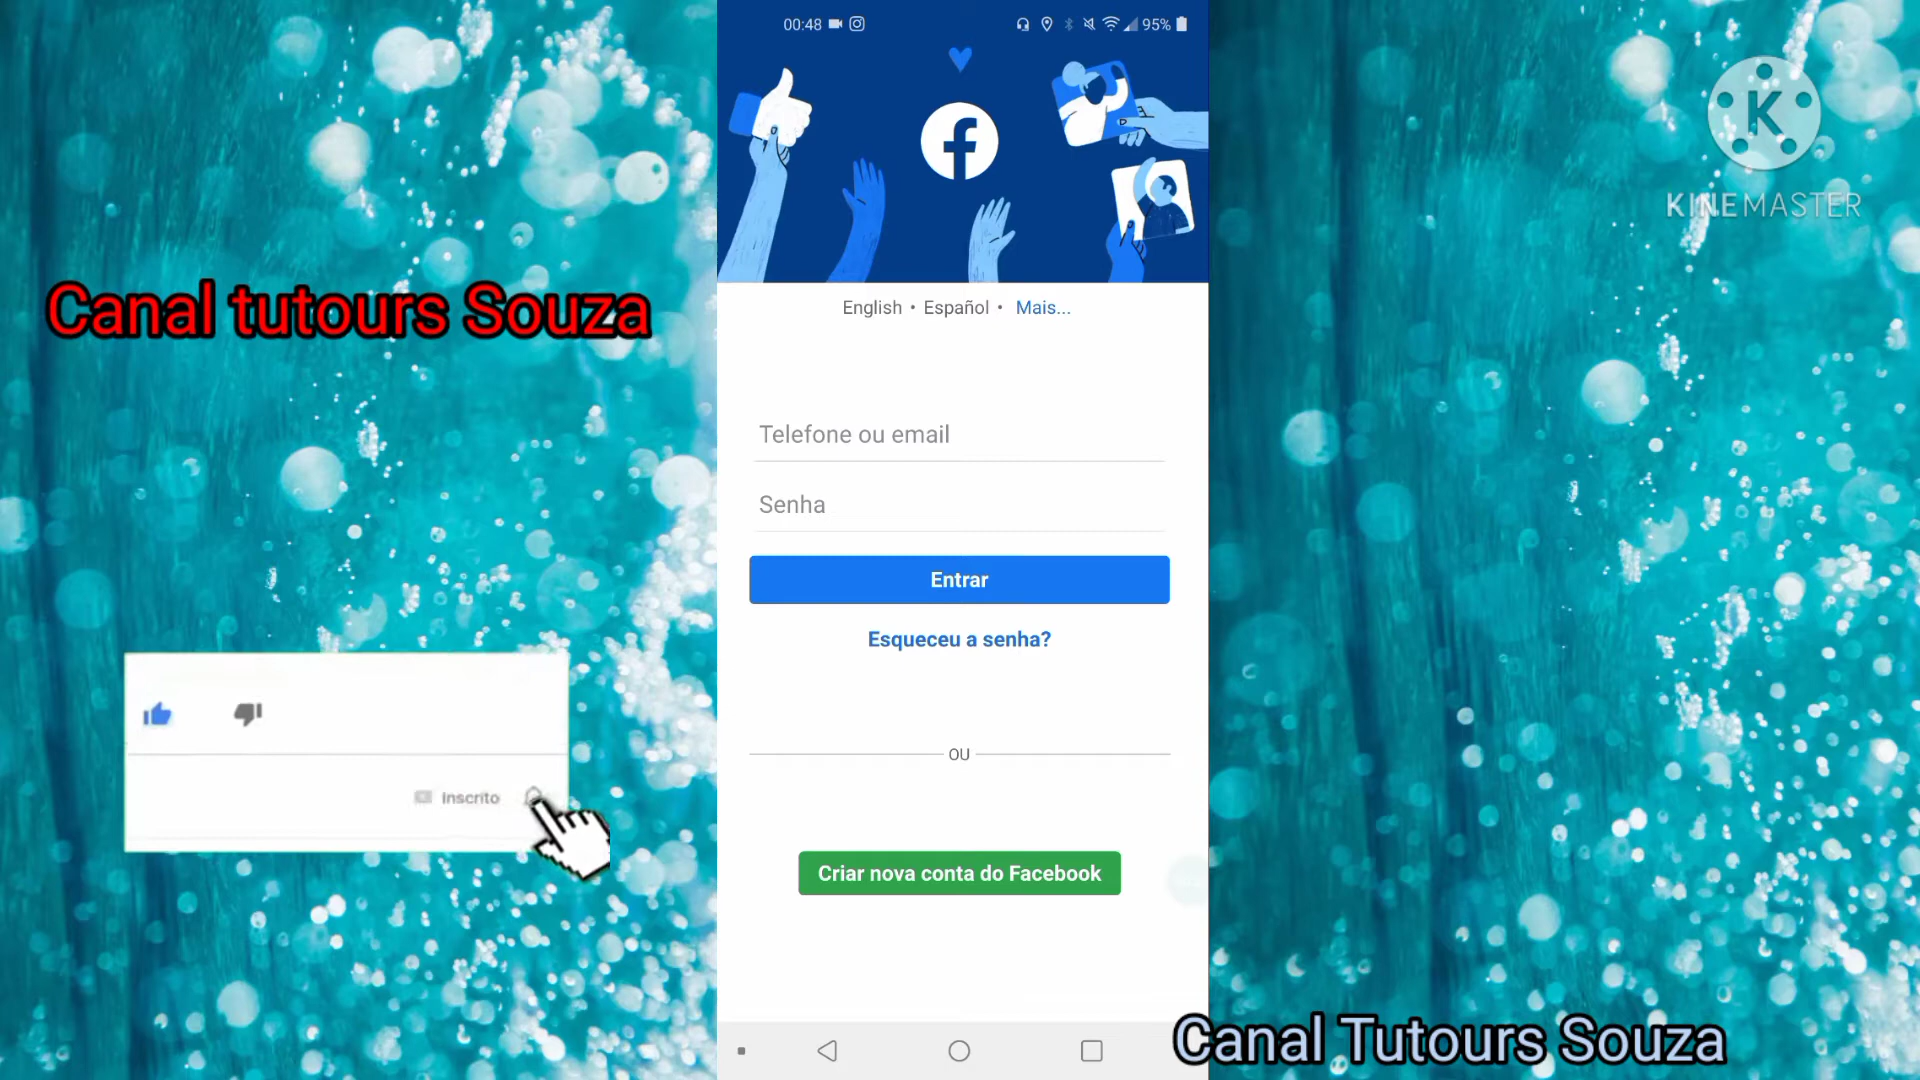 00:48
95%
K
KINEMASTER
Canal tutours Souza
English • Español • Mais...
Telefone ou email
Senha
Entrar
Esqueceu a senha?
OU
Inscrito
Criar nova conta do Facebook
Canal Tutours Souza